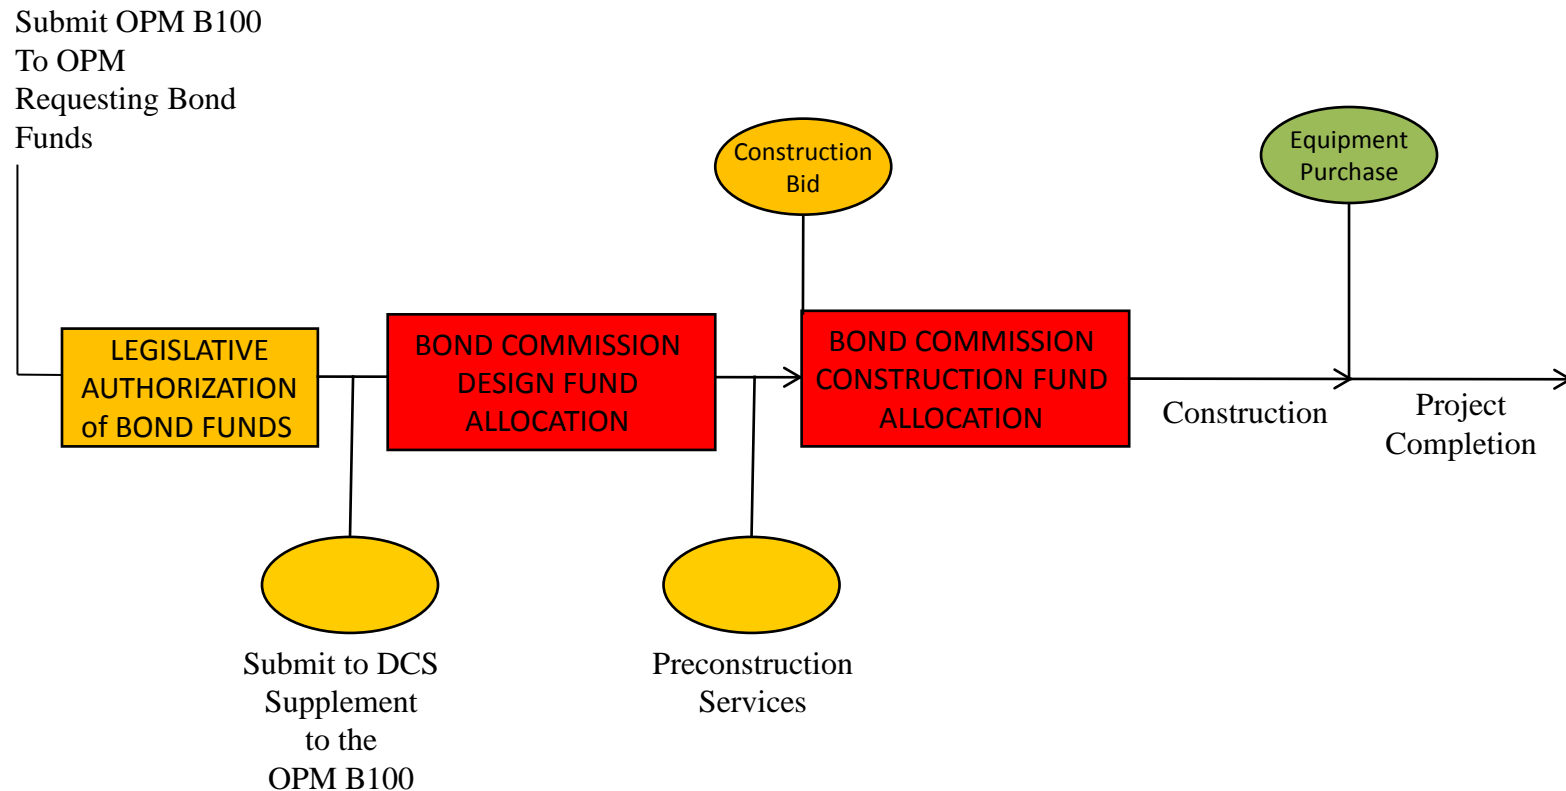 Submit OPM B100
To OPM
Requesting Bond
Funds
Construction
Bid
Equipment
Purchase
LEGISLATIVE
AUTHORIZATION
of BOND FUNDS
BOND COMMISSION
DESIGN FUND
ALLOCATION
BOND COMMISSION
CONSTRUCTION FUND
ALLOCATION
Construction
Project
Completion
Submit to DCS
Supplement
to the
OPM B100
Preconstruction
Services